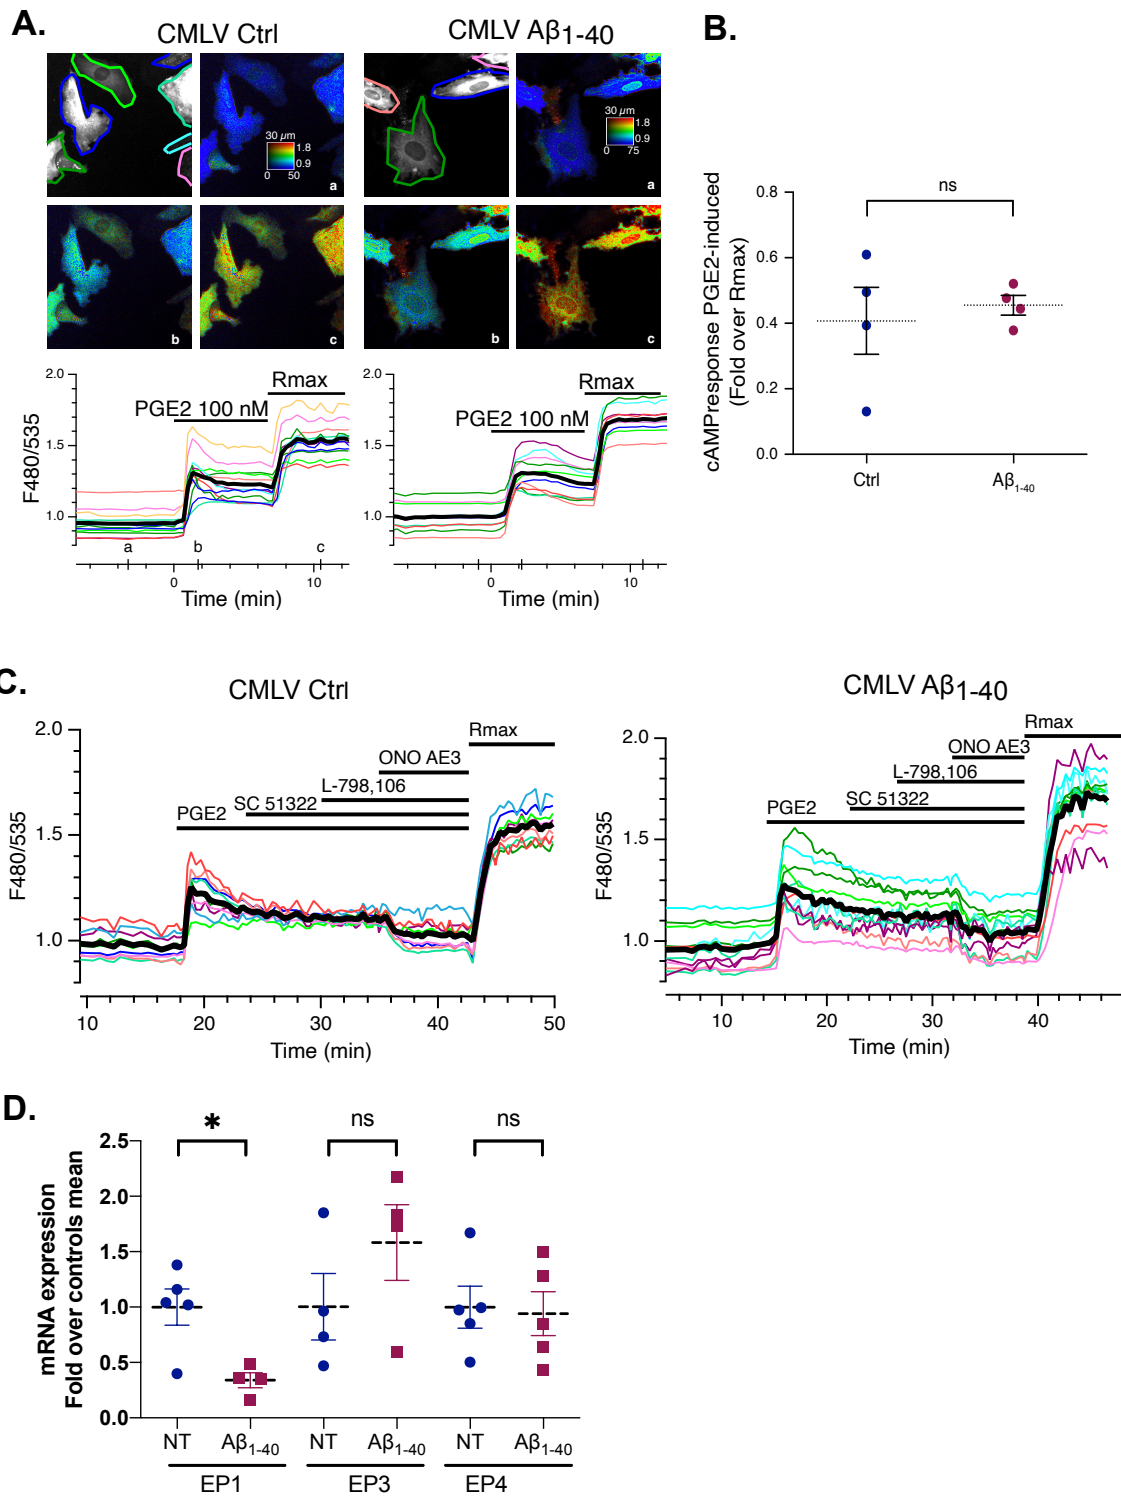 A.
CMLV Ctrl
CMLV Aβ1-40
B.
30 µm
1.8
0.9
0 50
a
30 µm
1.8
0.9
0 75
a
b
c
b
c
2.0
1.5
1.0
F480/535
PGE2 100 nM
Rmax
a b c
0 10
Time (min)
2.0
1.5
1.0
PGE2 100 nM
Rmax
0 10
Time (min)
cAMPresponse PGE2-induced
(Fold over Rmax)
0.8
0.6
0.4
0.2
0.0
ns
Ctrl Aβ1-40
C.
CMLV Ctrl
2.0
1.5
1.0
F480/535
Rmax
ONO AE3
L-798,106
SC 51322
PGE2
10 20 30 40 50
Time (min)
CMLV Aβ1-40
2.0
1.5
1.0
F480/535
Rmax
ONO AE3
L-798,106
SC 51322
PGE2
10 20 30 40
Time (min)
D.
mRNA expression
Fold over controls mean
2.5
2.0
1.5
1.0
0.5
0.0
* ns ns
NT Aβ1-40 NT Aβ1-40 NT Aβ1-40
EP1 EP3 EP4